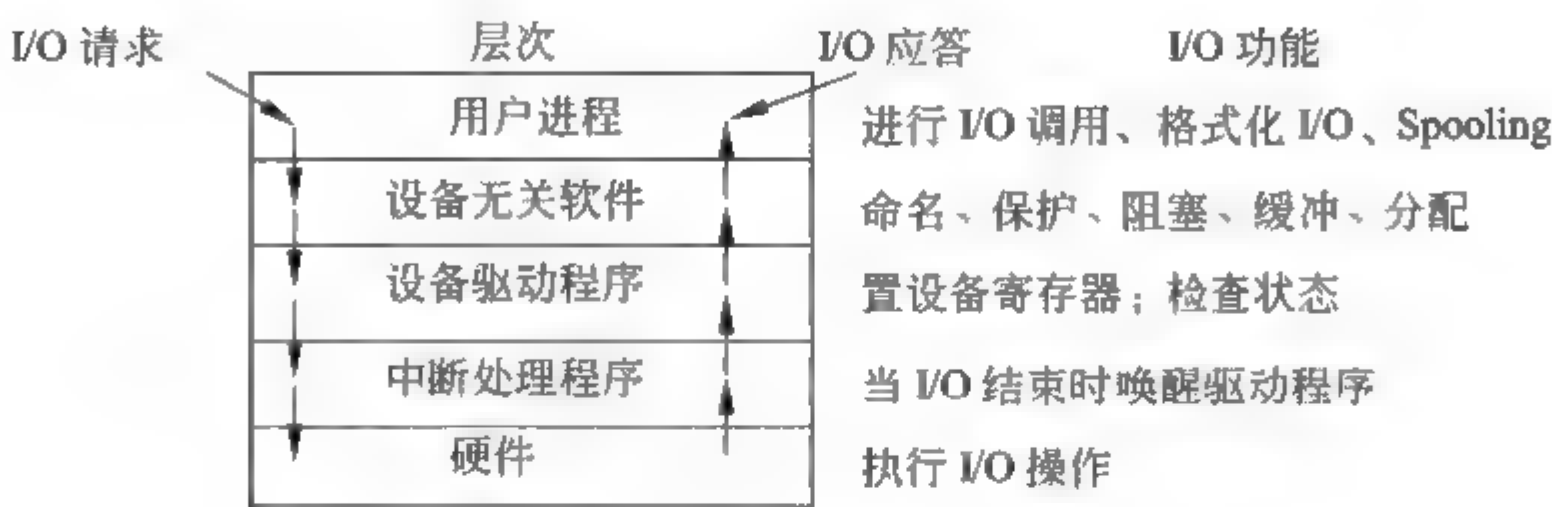 I/O 请求 层次 I/O 应答 I/O 功能
用户进程 进行 I/O 调用、格式化 I/O、Spooling
设备无关软件 命名、保护、阻塞、缓冲、分配
设备驱动程序 置设备寄存器；检查状态
中断处理程序 当 I/O 结束时唤醒驱动程序
硬件 执行 I/O 操作